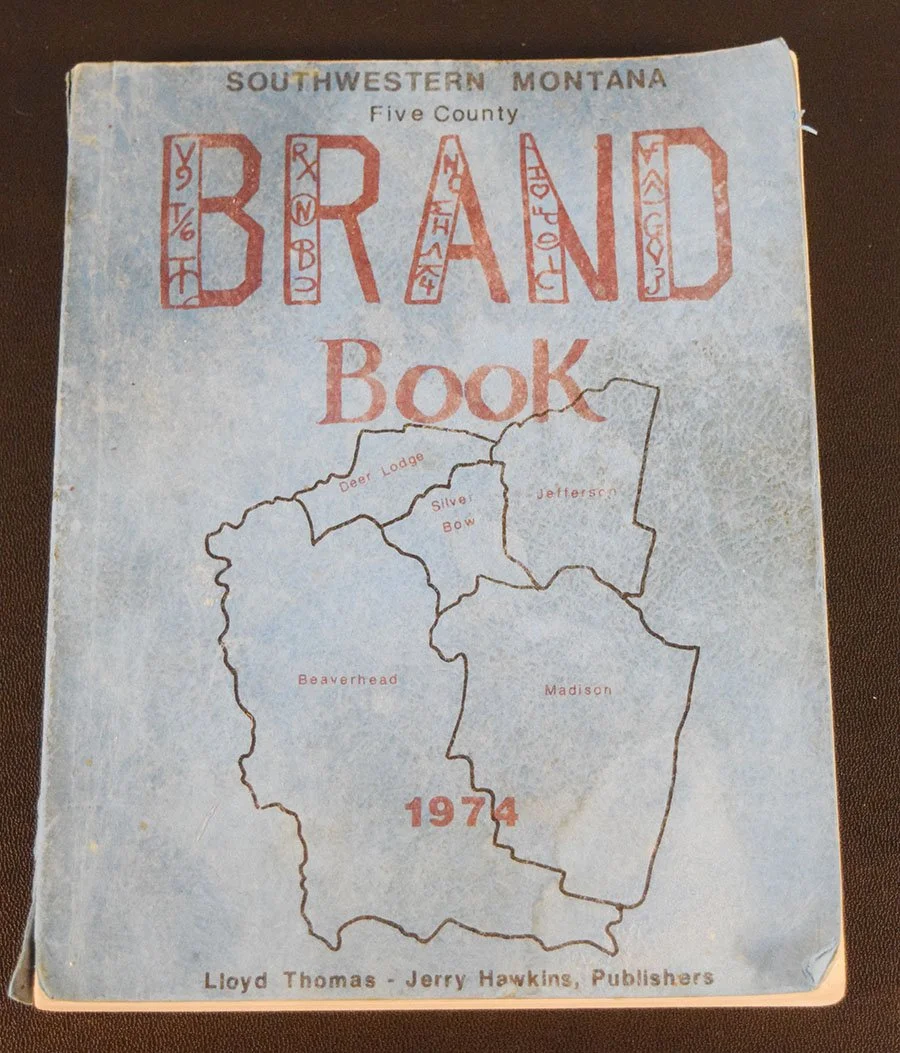 SOUTHWESTERN MONTANA
Five County
BRAND
BooK
Deer Lodge
Silver
Bow
Jefferson
Beaverhead
Madison
1974
Lloyd Thomas - Jerry Hawkins, Publishers